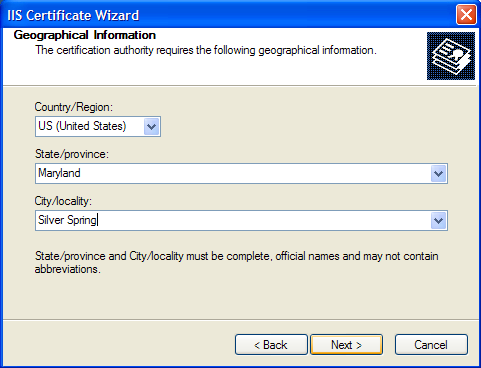 IIS Certificate Wizard
Geographical Information
The certification authority requires the following geographical information.
Country/Region:
US (United States)
State/province:
Maryland
City/locality:
Silver Spring
State/province and City/locality must be complete, official names and may not contain
abbreviations.
< Back
Next >
Cancel